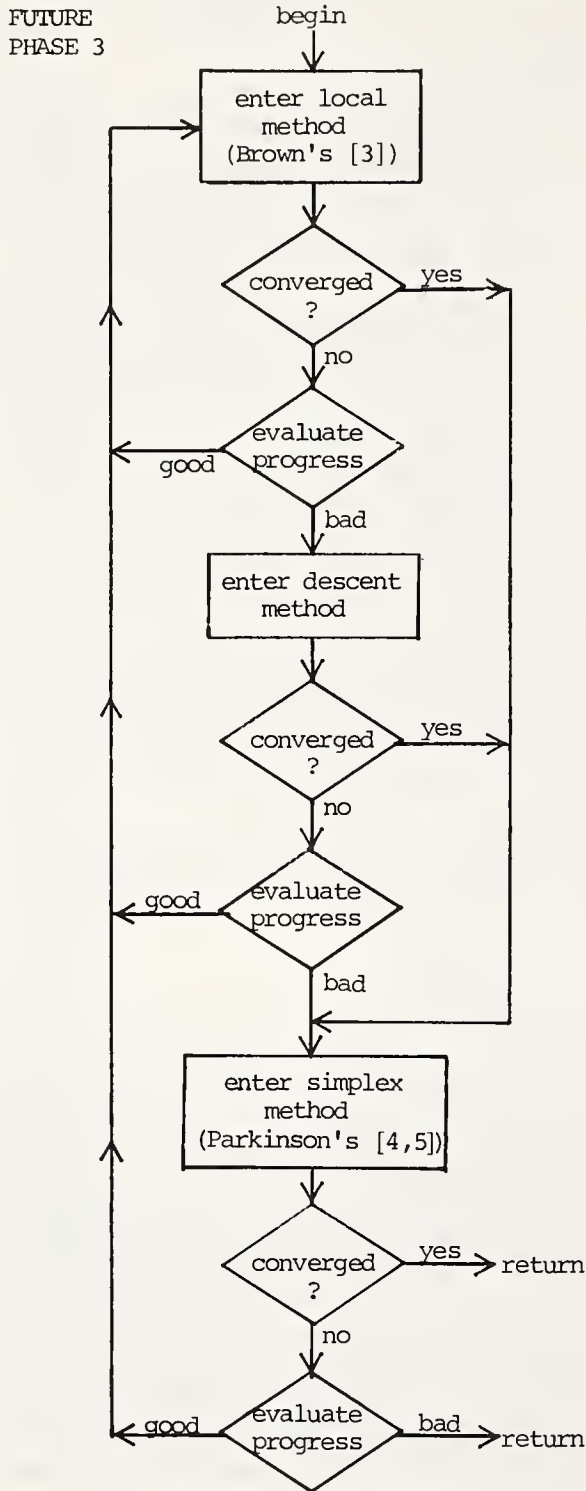 FUTURE
PHASE 3
begin
enter local
method
(Brown's [3])
converged
?
yes
no
evaluate
progress
good
bad
enter descent
method
converged
?
yes
no
evaluate
progress
good
bad
enter simplex
method
(Parkinson's [4,5])
converged
?
yes
return
no
evaluate
progress
good
bad
return